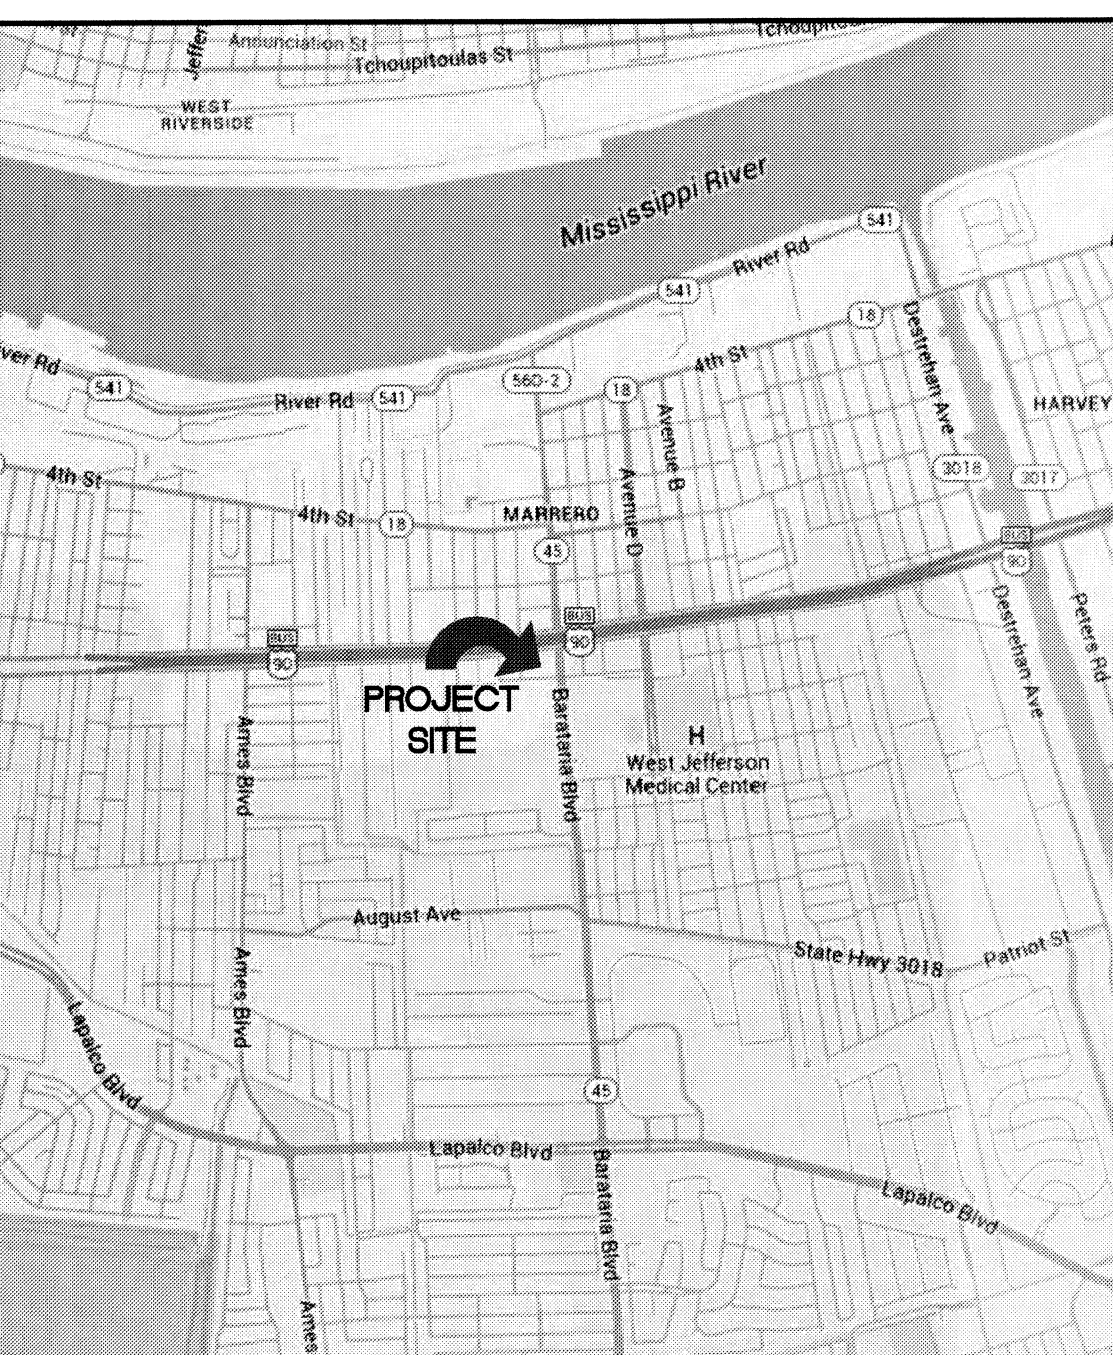 Annunciation St
Tchoupitoulas St
WEST
RIVERSIDE
Mississippi River
541
River Rd
541
18
Destrehan Ave
4th St
560-2
18
541
River Rd
541
HARVEY
Avenue B
3018
3017
4th St
Avenue D
4th St
18
MARRERO
45
BUS
90
BUS
90
BUS
90
Destrehan Ave
Peters Rd
PROJECT
SITE
Barataria Blvd
Ames Blvd
H
West Jefferson
Medical Center
August Ave
State Hwy 3018
Patriot St
Ames Blvd
Lapalco Blvd
45
Lapalco Blvd
Barataria Blvd
Lapalco Blvd
Ames